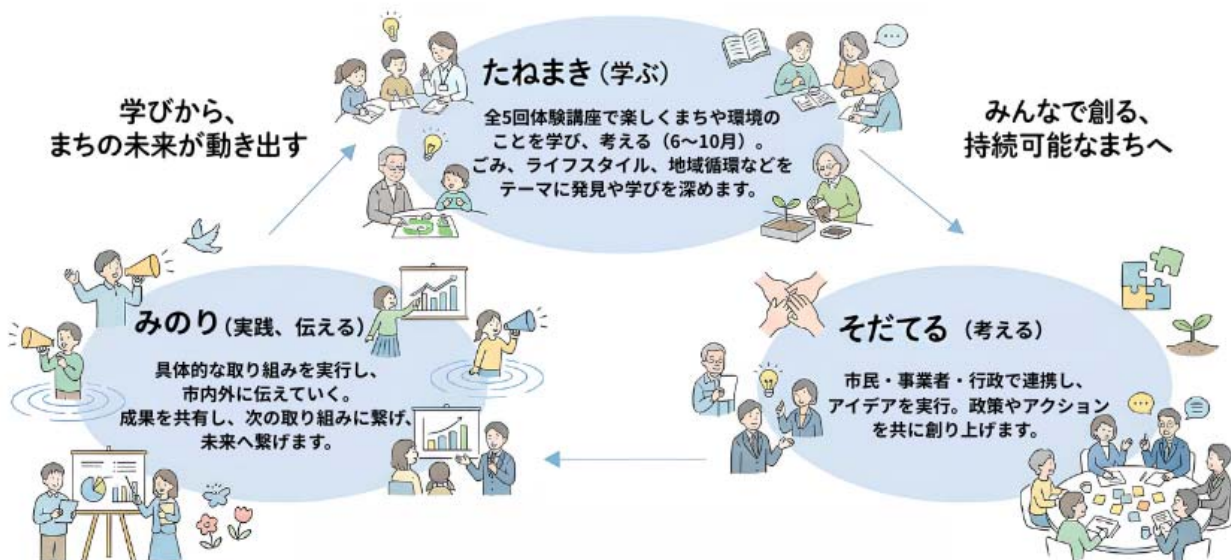 たねまき（学ぶ）
全5回体験講座で楽しくまちや環境の
ことを学び、考える（6〜10月）。
ごみ、ライフスタイル、地域循環などを
テーマに発見や学びを深めます。
学びから、
まちの未来が動き出す
みんなで創る、
持続可能なまちへ
みのり（実践、伝える）
具体的な取り組みを実行し、
市内外に伝えていく。
成果を共有し、次の取り組みに繋げ、
未来へ繋げます。
そだてる（考える）
市民・事業者・行政で連携し、
アイデアを実行。政策やアクション
を共に創り上げます。